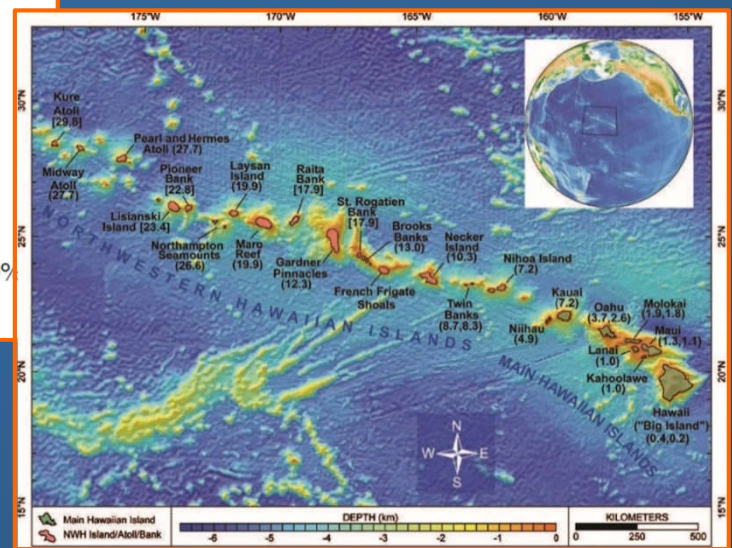 175°W 170°W 165°W 160°W 155°W
30°N
25°N
20°N
15°N
30°N
25°N
20°N
15°N
%
Kure
Atoll
[29.8]
Pearl and Hermes
Atoll (27.7)
Midway
Atoll
(27.7)
Pioneer
Bank
[22.8]
Laysan
Island
(19.9)
Raita
Bank
[17.9]
St. Rogatien
Bank
[17.9]
Brooks
Banks
(13.0)
Necker
Island
(10.3)
Nihoa Island
(7.2)
Lisianski
Island [23.4]
Northampton
Seamounts
(26.6)
Maro
Reef
(19.9)
Gardner
Pinnacles
(12.3)
French Frigate
Shoals
Twin
Banks
(8.7,8.3)
Kauai
(7.2)
Niihau
(4.9)
Oahu
(3.7,2.6)
Molokai
(1.9,1.8)
Maui
(1.3,1.1)
Lanai
(1.0)
Kahoolawe
(1.0)
Hawaii
("Big Island")
(0.4,0.2)
NORTHWESTERN HAWAIIAN ISLANDS
MAIN HAWAIIAN ISLANDS
N
W E
S
Main Hawaiian Island
NWH Island/Atoll/Bank
DEPTH (km)
-6 -5 -4 -3 -2 -1 0
KILOMETERS
0 250 500